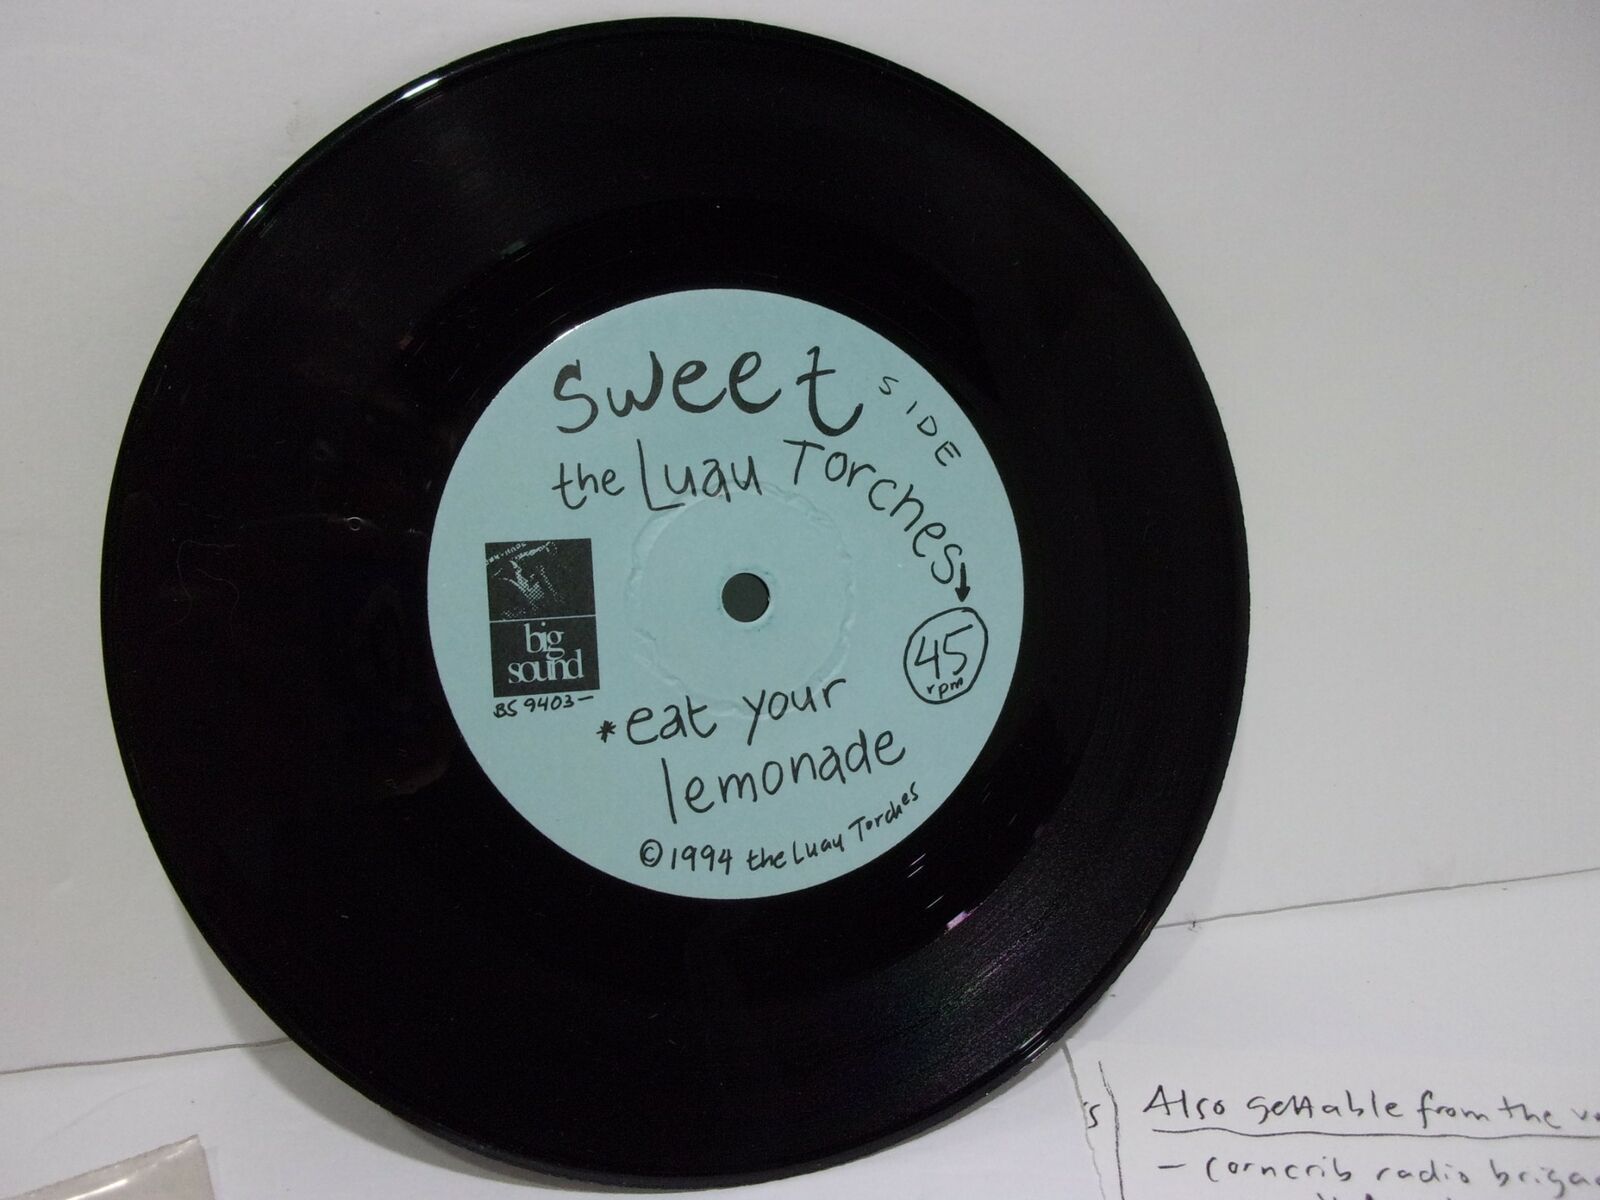 sweet
SIDE
the Luau Torches
45
rpm
big
sound
BS 9403-
*eat your
lemonade
©1994 the Luau Torches
Also gettable from the
- corncrib radio